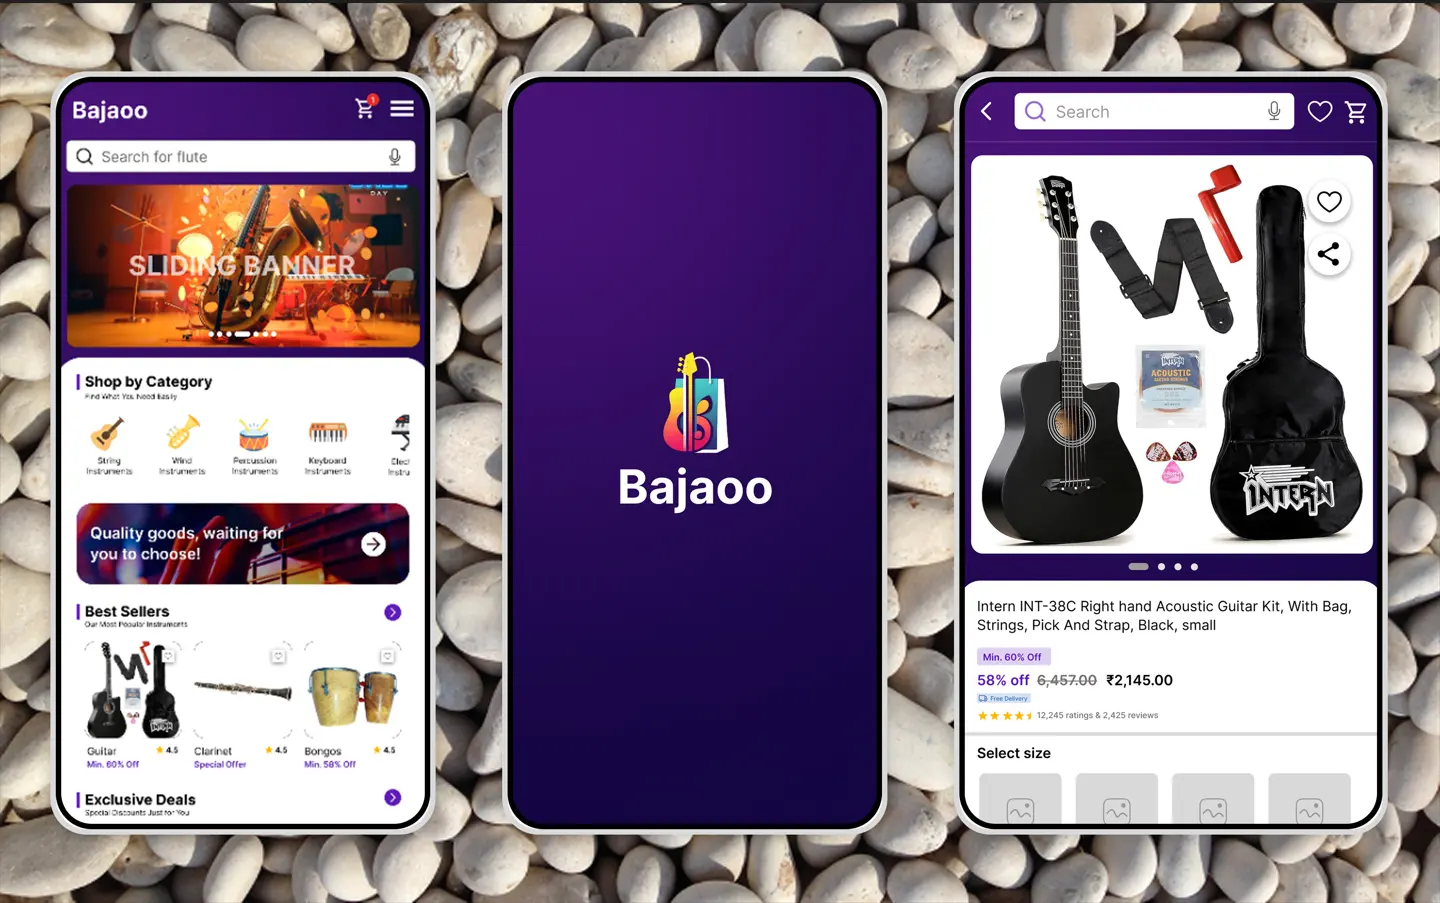 Bajaoo
1
Search for flute
DAY
SLIDING BANNER
Shop by Category
Find What You Need Easily
String
Instruments
Wind
Instruments
Percussion
Instruments
Keyboard
Instruments
Elect
Instru
Quality goods, waiting for
you to choose!
Best Sellers
Our Most Popular Instruments
Guitar
4.5
Min. 60% Off
Clarinet
4.5
Special Offer
Bongos
4.5
Min. 58% Off
Exclusive Deals
Special Discounts Just for You
Bajaoo
Search
INTERN
ACOUSTIC
GUITAR STRINGS
INTERN
Intern INT-38C Right hand Acoustic Guitar Kit, With Bag,
Strings, Pick And Strap, Black, small
Min. 60% Off
58% off 6,457.00 ₹2,145.00
Free Delivery
12,245 ratings & 2,425 reviews
Select size